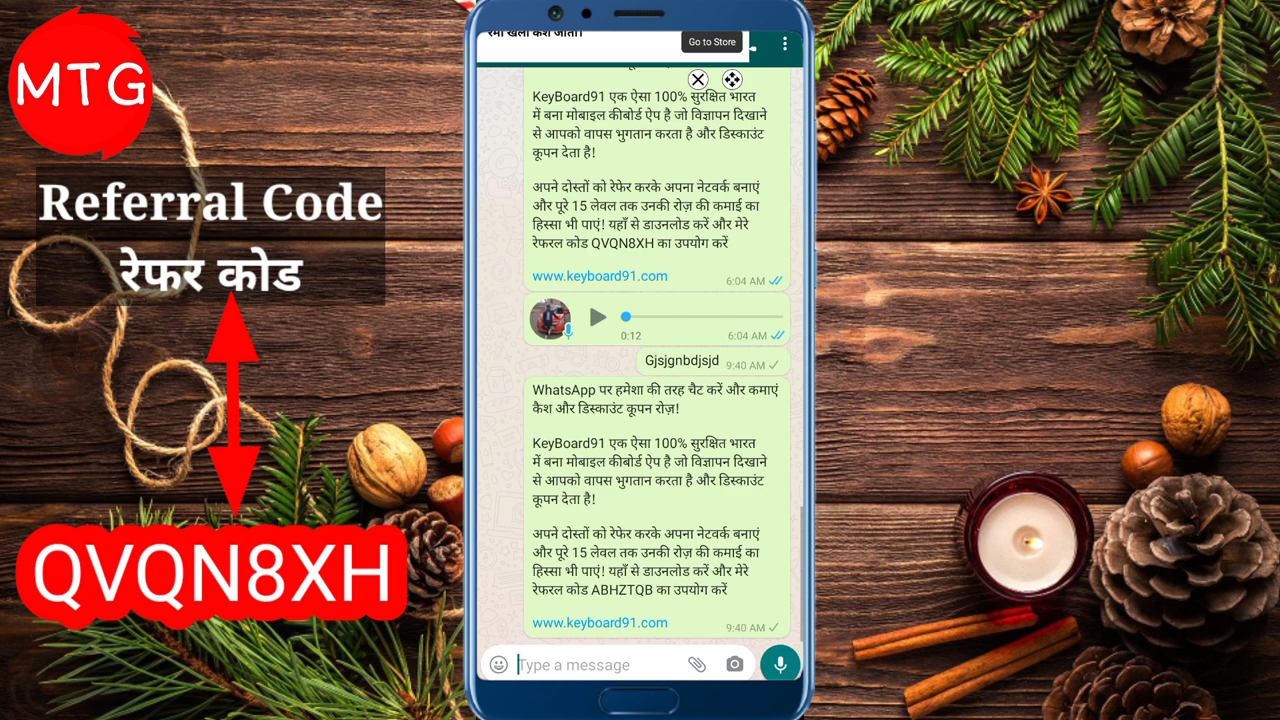 MTG
Referral Code
रेफर कोड
QVQN8XH
Go to Store
KeyBoard91 एक ऐसा 100% सुरक्षित भारत
में बना मोबाइल कीबोर्ड ऐप है जो विज्ञापन दिखाने
से आपको वापस भुगतान करता है और डिस्काउंट
कूपन देता है!
अपने दोस्तों को रेफेर करके अपना नेटवर्क बनाएं
और पूरे 15 लेवल तक उनकी रोज़ की कमाई का
हिस्सा भी पाएं! यहाँ से डाउनलोड करें और मेरे
रेफरल कोड QVQN8XH का उपयोग करें
www.keyboard91.com
6:04 AM
0:12
6:04 AM
Gjsjgnbdjsjd
9:40 AM
WhatsApp पर हमेशा की तरह चैट करें और कमाएं
कैश और डिस्काउंट कूपन रोज़!
KeyBoard91 एक ऐसा 100% सुरक्षित भारत
में बना मोबाइल कीबोर्ड ऐप है जो विज्ञापन दिखाने
से आपको वापस भुगतान करता है और डिस्काउंट
कूपन देता है!
अपने दोस्तों को रेफेर करके अपना नेटवर्क बनाएं
और पूरे 15 लेवल तक उनकी रोज़ की कमाई का
हिस्सा भी पाएं! यहाँ से डाउनलोड करें और मेरे
रेफरल कोड ABHZTQB का उपयोग करें
www.keyboard91.com
9:40 AM
Type a message